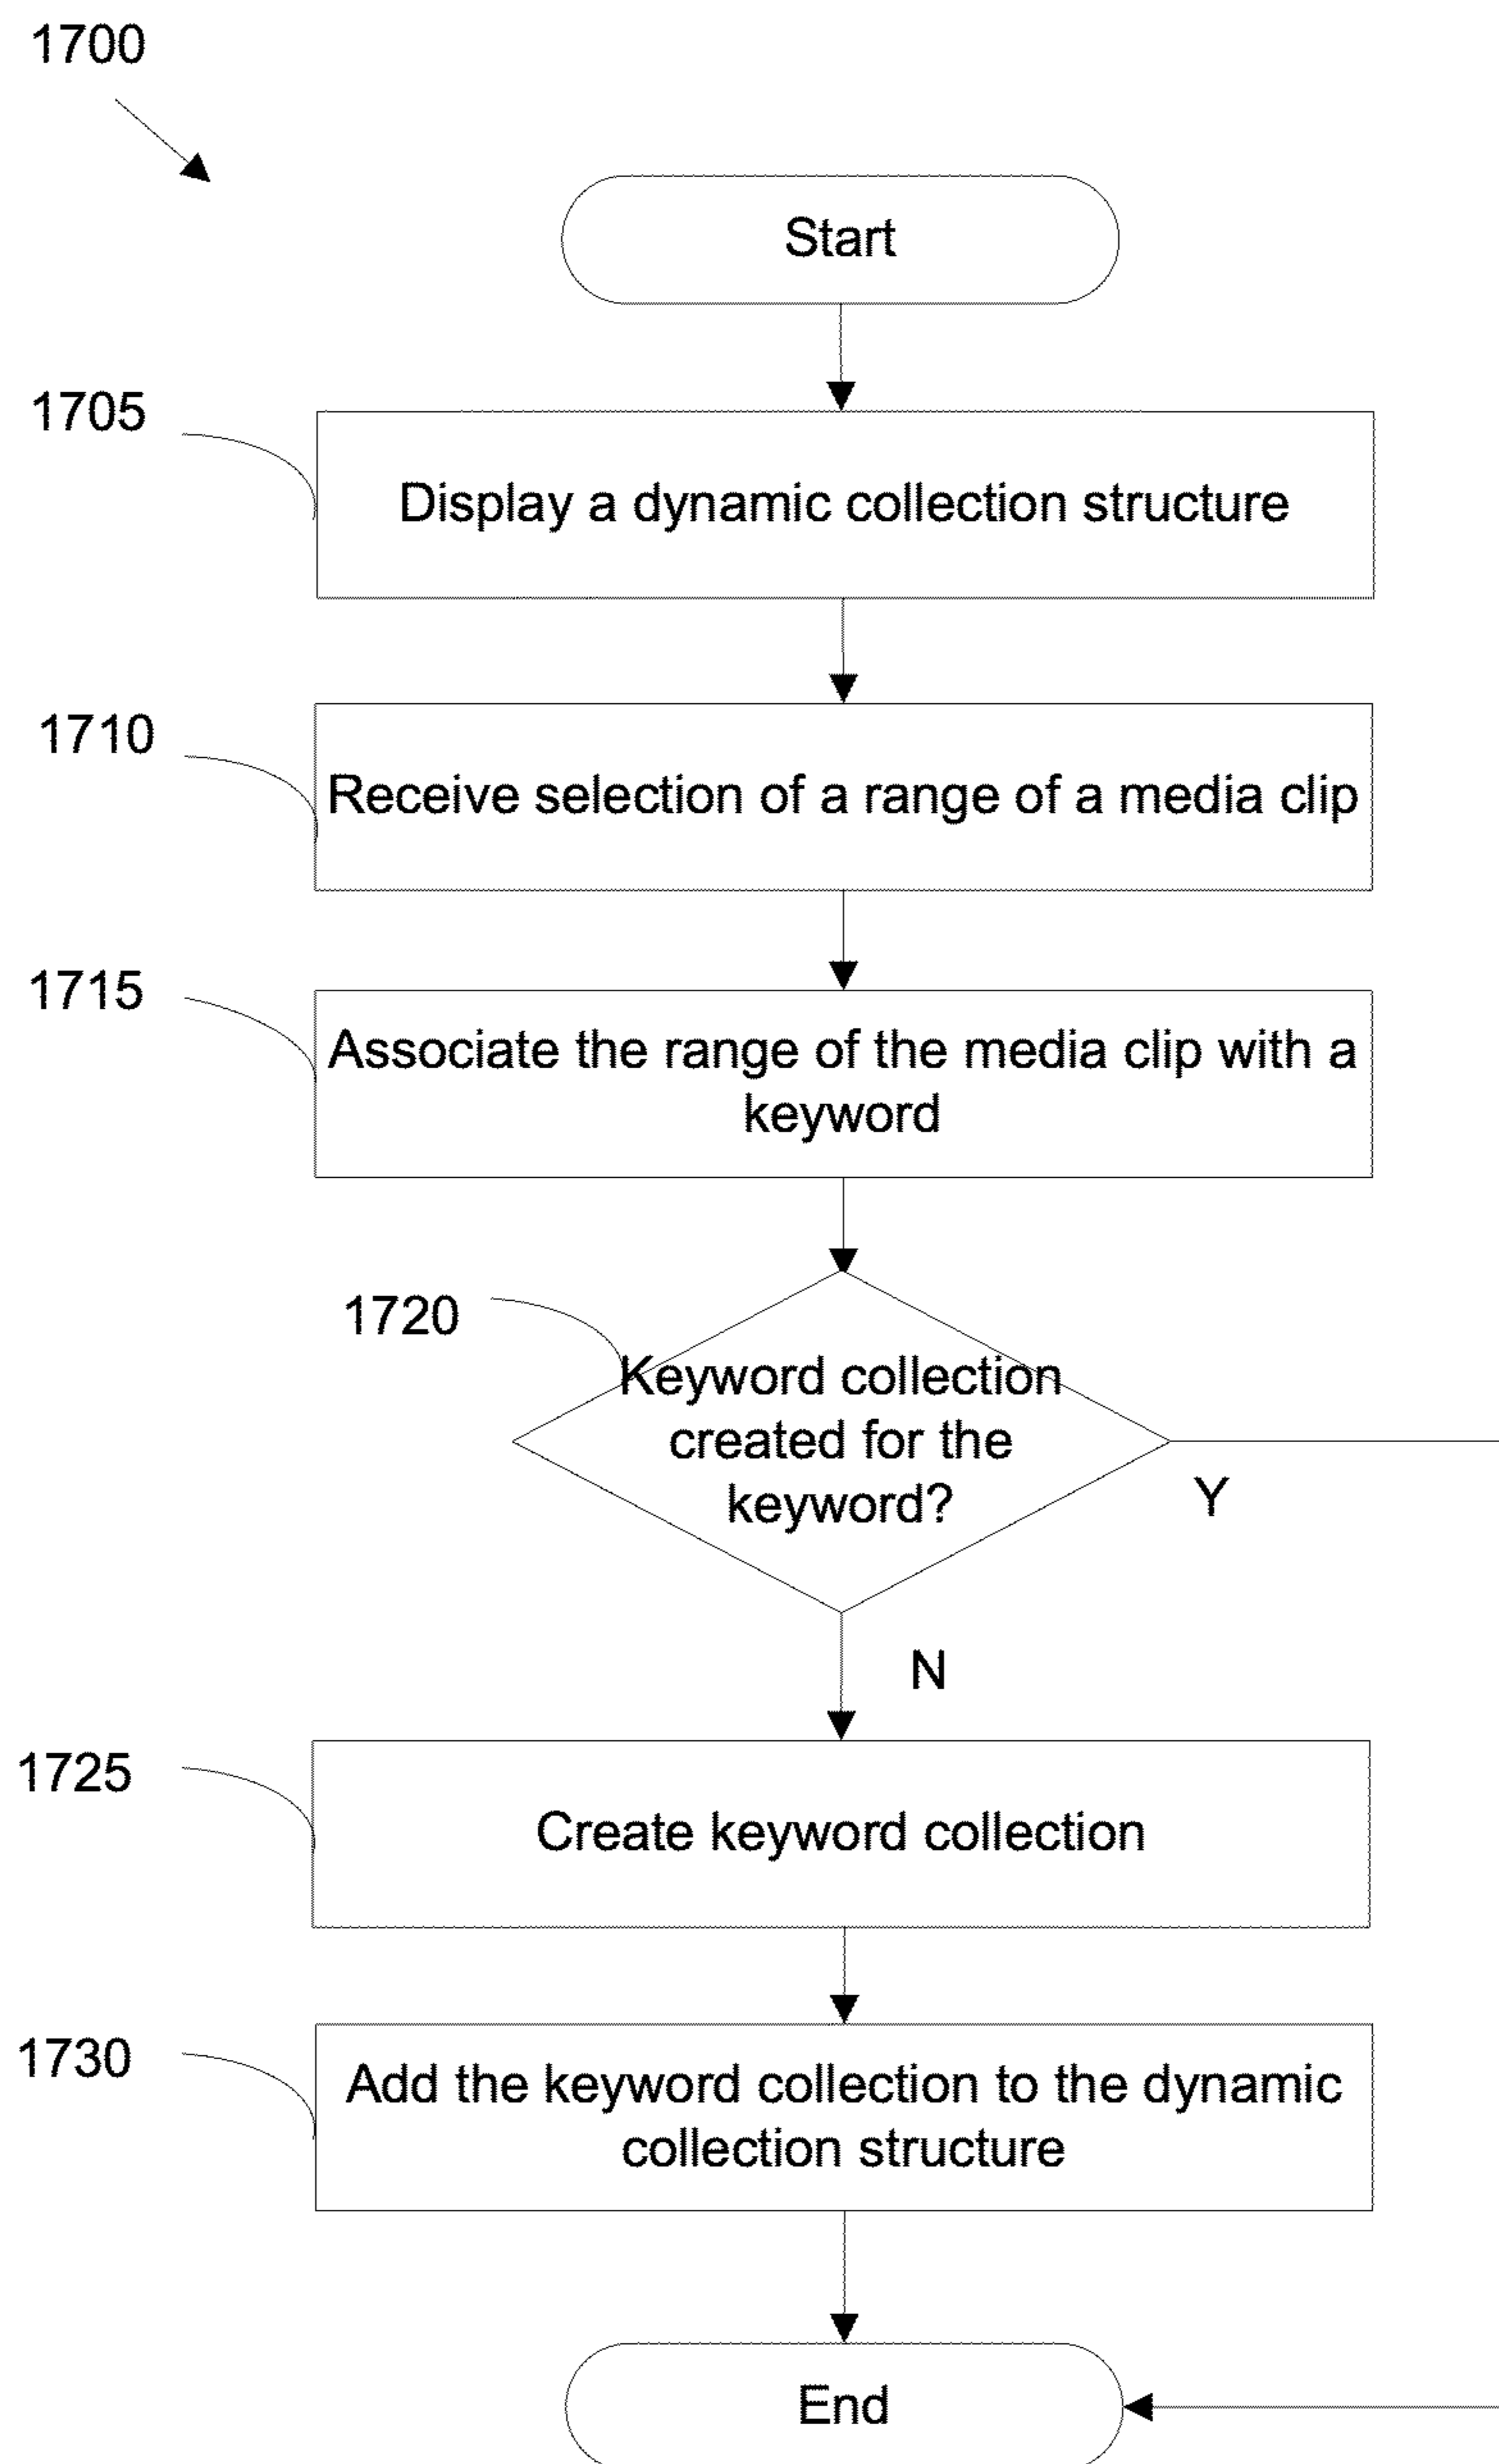 1700
Start
1705
Display a dynamic collection structure
1710
Receive selection of a range of a media clip
1715
Associate the range of the media clip with a
keyword
1720
Keyword collection
created for the
keyword?
Y
N
1725
Create keyword collection
1730
Add the keyword collection to the dynamic
collection structure
End